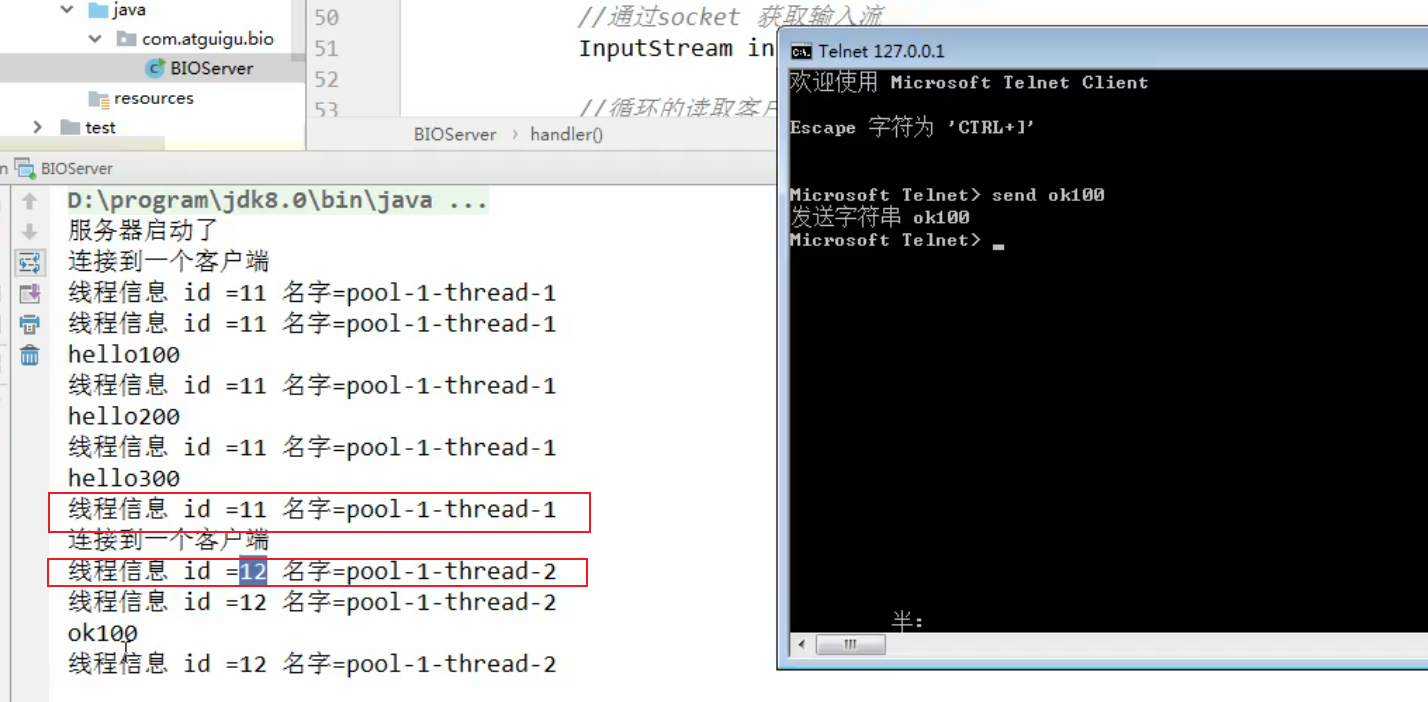 java
com.atguigu.bio
BIOServer
resources
test
50
51
52
53
//通过socket 获取输入流
InputStream in
//循环的读取客户
BIOServer › handler()
BIOServer
D:\program\jdk8.0\bin\java ...
服务器启动了
连接到一个客户端
线程信息 id =11 名字=pool-1-thread-1
线程信息 id =11 名字=pool-1-thread-1
hello100
线程信息 id =11 名字=pool-1-thread-1
hello200
线程信息 id =11 名字=pool-1-thread-1
hello300
线程信息 id =11 名字=pool-1-thread-1
连接到一个客户端
线程信息 id =12 名字=pool-1-thread-2
线程信息 id =12 名字=pool-1-thread-2
ok100
线程信息 id =12 名字=pool-1-thread-2
Telnet 127.0.0.1
欢迎使用 Microsoft Telnet Client
Escape 字符为 'CTRL+]'
Microsoft Telnet> send ok100
发送字符串 ok100
Microsoft Telnet> _
半: